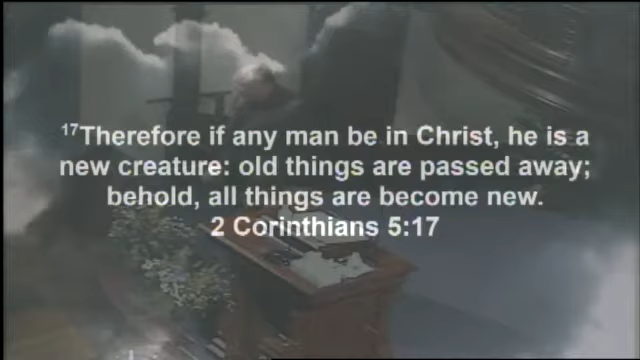 17Therefore if any man be in Christ, he is a
new creature: old things are passed away;
behold, all things are become new.
2 Corinthians 5:17